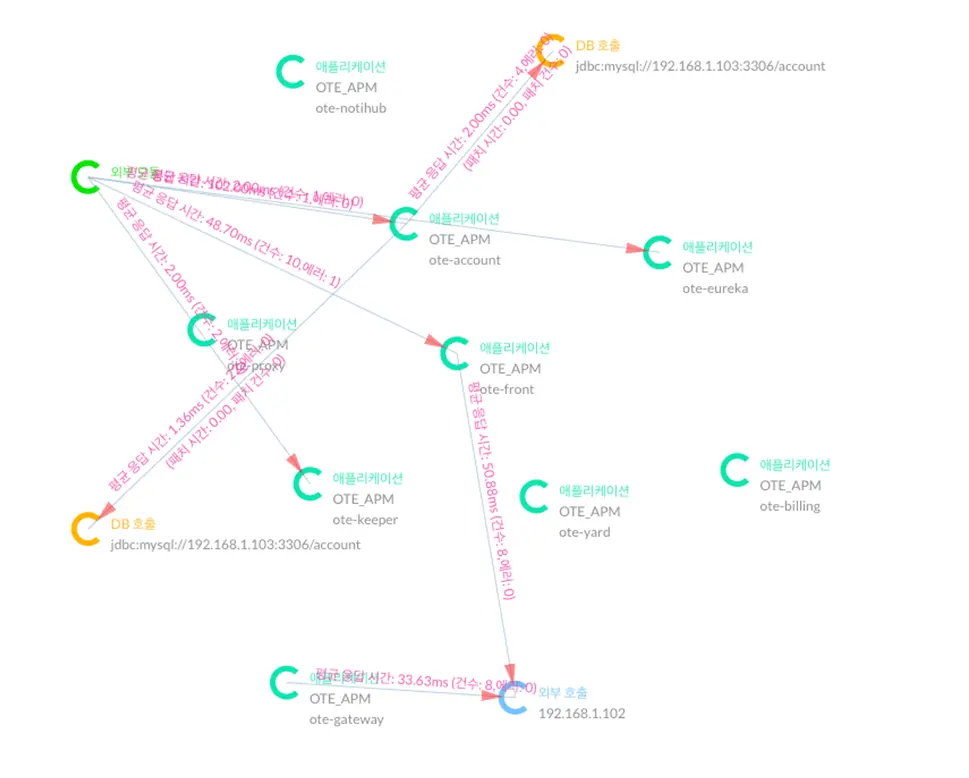 DB 호출
jdbc:mysql://192.168.1.103:3306/account
애플리케이션
OTE_APM
ote-notihub
평균 응답 시간: 2.00ms (건수: 4,에러: 0)
(패치 시간: 0.00, 패치 건수: 0)
외부
평균 응답 시간: 102.00ms (건수: 1,에러: 0)
평균 응답 시간: 2.00ms (건수: 1,에러: 0)
평균 응답 시간: 48.70ms (건수: 10,에러: 1)
평균 응답 시간: 2.00ms (건수: 2
애플리케이션
OTE_APM
ote-account
애플리케이션
OTE_APM
ote-eureka
애플리케이션
OTE_APM
ote-proxy
애플리케이션
OTE_APM
ote-front
평균 응답 시간: 1.36ms (건수:
(패치 시간: 0.00, 패치 건수: 0)
평균 응답 시간: 50.88ms (건수: 8,에러: 0)
애플리케이션
OTE_APM
ote-keeper
애플리케이션
OTE_APM
ote-yard
애플리케이션
OTE_APM
ote-billing
DB 호출
jdbc:mysql://192.168.1.103:3306/account
애플리케이션
OTE_APM
ote-gateway
평균 응답 시간: 33.63ms (건수: 8,에러: 0)
외부 호출
192.168.1.102